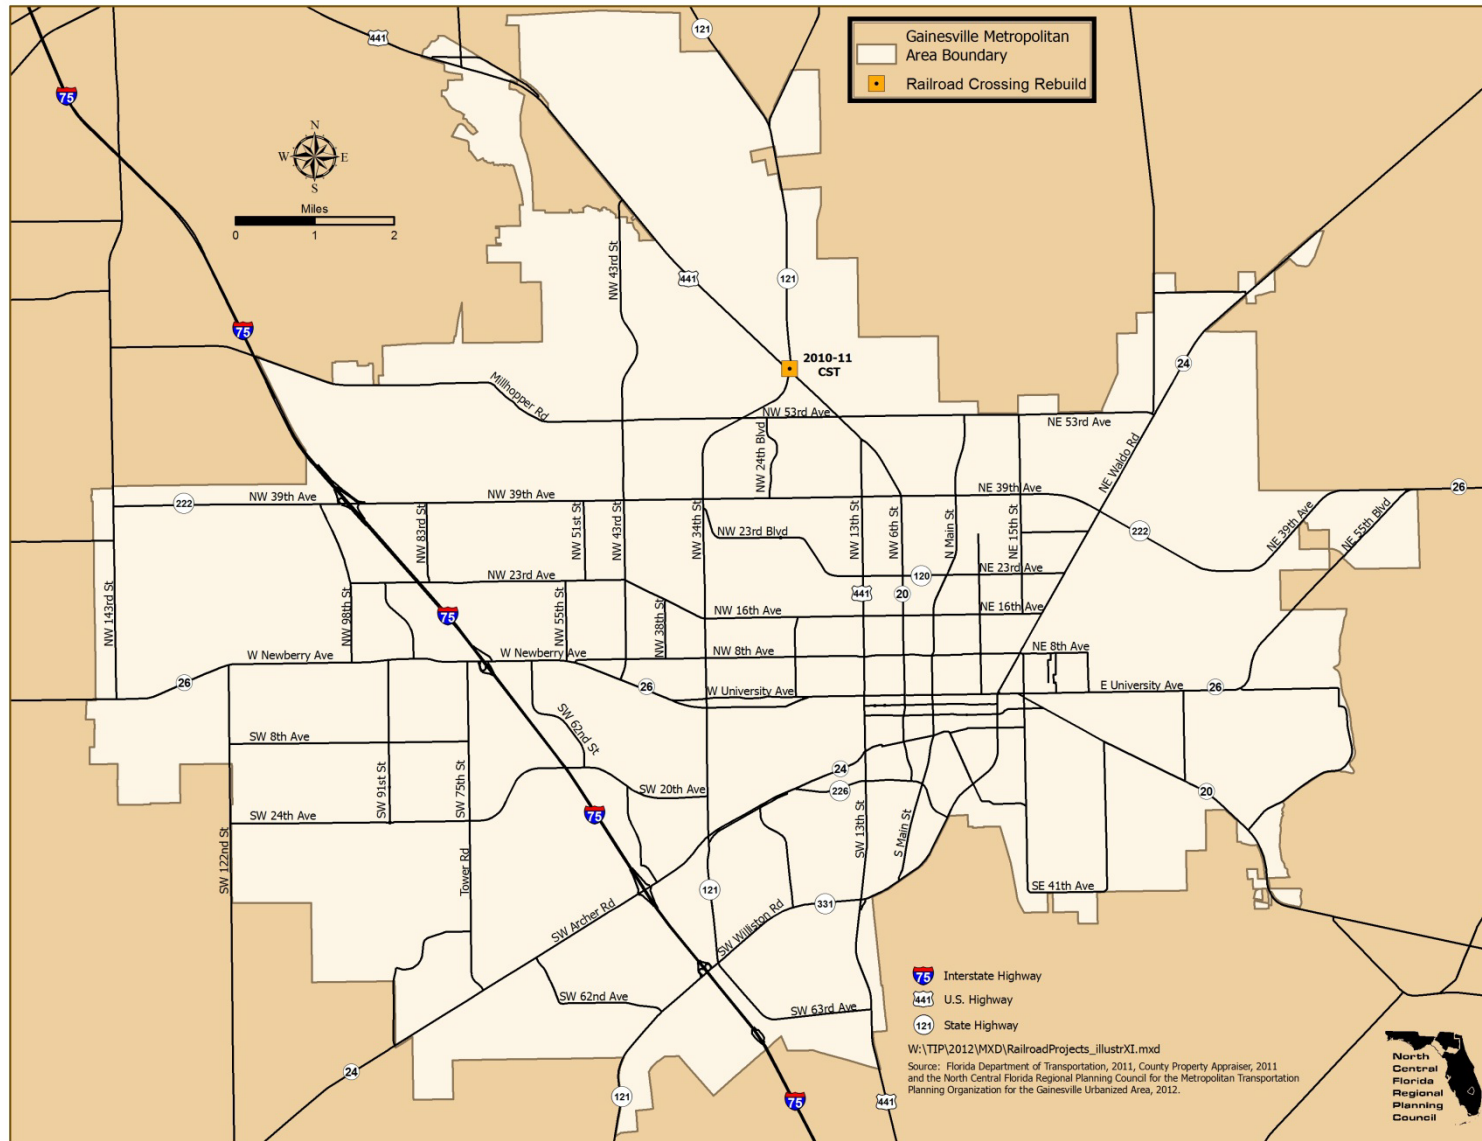 441
121
Gainesville Metropolitan
Area Boundary
Railroad Crossing Rebuild
75
N
W
E
S
Miles
0
1
2
NW 43rd St
441
121
75
2010-11
CST
24
Millhopper Rd
NW 53rd Ave
NE 53rd Ave
NW 24th Blvd
NE Waldo Rd
222
NW 39th Ave
NW 39th Ave
NE 39th Ave
26
NW 83rd St
NW 51st St
NW 43rd St
NW 34th St
NW 23rd Blvd
NW 13th St
NW 6th St
N Main St
NE 15th St
222
NE 39th Ave
NE 55th Blvd
NW 23rd Ave
120
NE 23rd Ave
NW 143rd St
NW 98th St
75
NW 55th St
NW 38th St
NW 16th Ave
441
20
NE 16th Ave
W Newberry Ave
W Newberry Ave
NW 8th Ave
NE 8th Ave
26
26
W University Ave
E University Ave
26
SW 62nd St
SW 8th Ave
SW 91st St
SW 75th St
24
226
SW 20th Ave
20
SW 24th Ave
75
SW 122nd St
Tower Rd
SW 13th St
S Main St
121
SE 41th Ave
331
SW Archer Rd
SW Williston Rd
75
Interstate Highway
SW 62nd Ave
441
U.S. Highway
SW 63rd Ave
121
State Highway
W:\TIP\2012\MXD\RailroadProjects_illustrXI.mxd
Source: Florida Department of Transportation, 2011, County Property Appraiser, 2011
and the North Central Florida Regional Planning Council for the Metropolitan Transportation
Planning Organization for the Gainesville Urbanized Area, 2012.
24
121
75
441
North
Central
Florida
Regional
Planning
Council